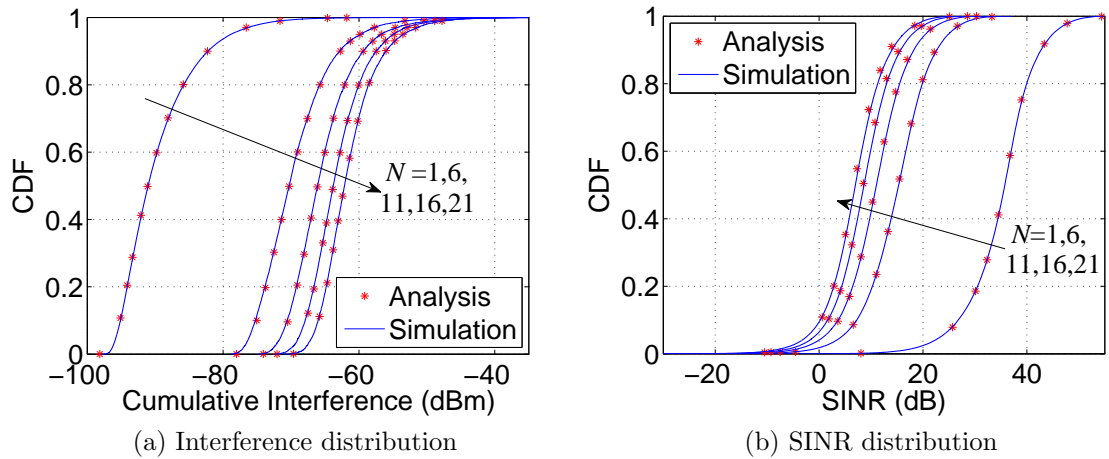 1
0.8
0.6
0.4
0.2
0
CDF
−100
−80
−60
−40
Cumulative Interference (dBm)
N =1,6,
11,16,21
Analysis
Simulation
(a) Interference distribution
Analysis
Simulation
1
0.8
0.6
0.4
0.2
0
CDF
N=1,6,
11,16,21
−20
0
20
40
SINR (dB)
(b) SINR distribution